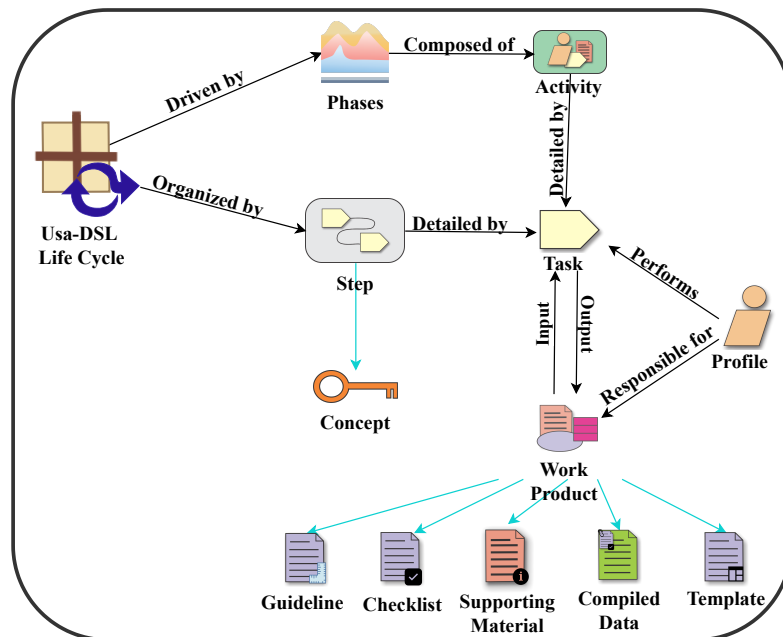 Driven by
Phases
Composed of
Activity
Usa-DSL
Life Cycle
Organized by
Step
Detailed by
Detailed by
Task
Concept
Input
Output
Performs
Responsible for
Profile
Work
Product
Guideline
Checklist
Supporting
Material
Compiled
Data
Template